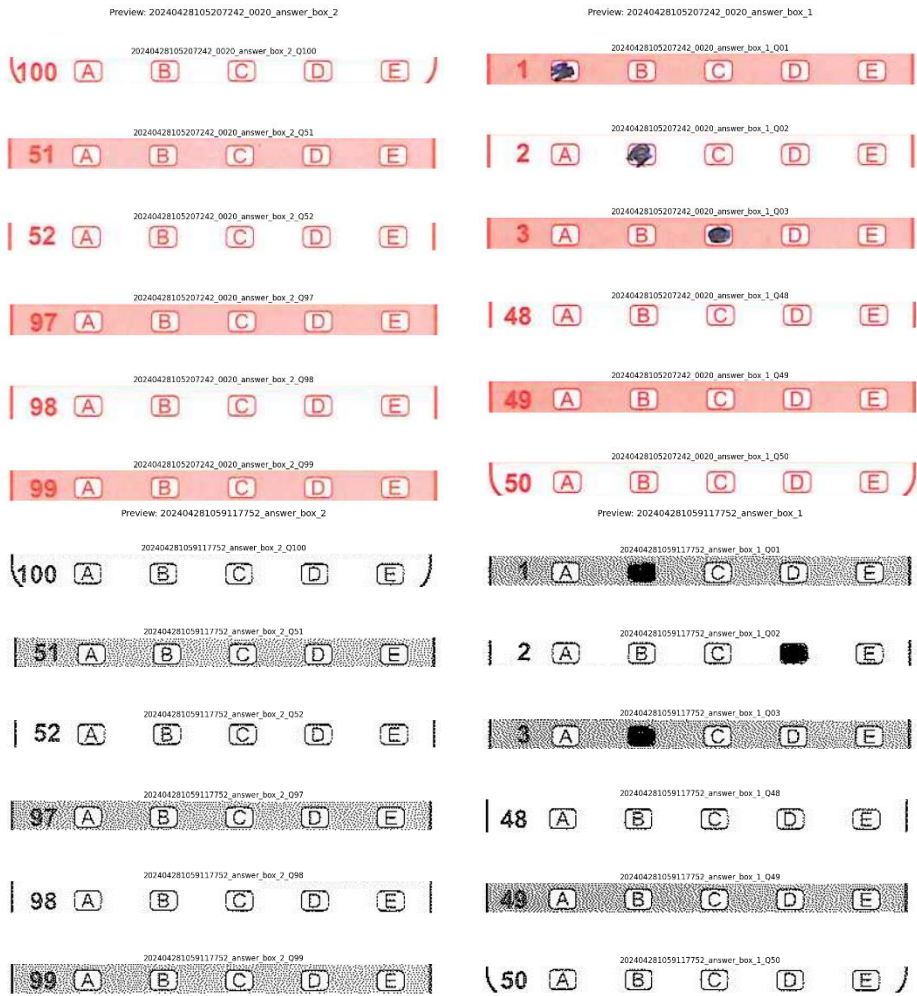 Preview: 20240428105207242_0020_answer_box_2
20240428105207242_0020_answer_box_2_Q100
100 A B C D E
20240428105207242_0020_answer_box_2_Q51
51 A B C D E
20240428105207242_0020_answer_box_2_Q52
52 A B C D E
20240428105207242_0020_answer_box_2_Q97
97 A B C D E
20240428105207242_0020_answer_box_2_Q98
98 A B C D E
20240428105207242_0020_answer_box_2_Q99
99 A B C D E
Preview: 20240428105207242_0020_answer_box_1
20240428105207242_0020_answer_box_1_Q01
1 B C D E
20240428105207242_0020_answer_box_1_Q02
2 A C D E
20240428105207242_0020_answer_box_1_Q03
3 A B D E
20240428105207242_0020_answer_box_1_Q48
48 A B C D E
20240428105207242_0020_answer_box_1_Q49
49 A B C D E
20240428105207242_0020_answer_box_1_Q50
50 A B C D E
Preview: 202404281059117752_answer_box_2
202404281059117752_answer_box_2_Q100
100 A B C D E
202404281059117752_answer_box_2_Q51
51 A B C D E
202404281059117752_answer_box_2_Q52
52 A B C D E
202404281059117752_answer_box_2_Q97
97 A B C D E
202404281059117752_answer_box_2_Q98
98 A B C D E
202404281059117752_answer_box_2_Q99
99 A B C D E
Preview: 202404281059117752_answer_box_1
202404281059117752_answer_box_1_Q01
1 A C D E
202404281059117752_answer_box_1_Q02
2 A B C E
202404281059117752_answer_box_1_Q03
3 A C D E
202404281059117752_answer_box_1_Q48
48 A B C D E
202404281059117752_answer_box_1_Q49
49 A B C D E
202404281059117752_answer_box_1_Q50
50 A B C D E